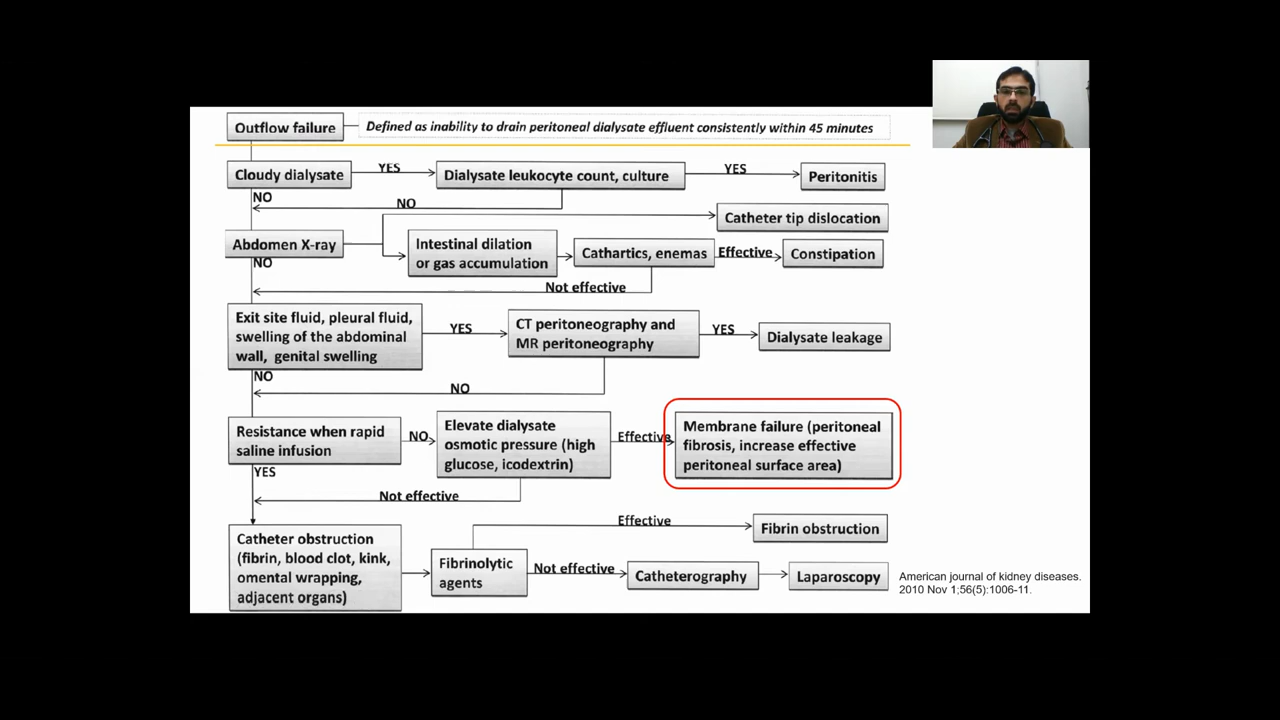 Outflow failure
Defined as inability to drain peritoneal dialysate effluent consistently within 45 minutes
Cloudy dialysate
YES
Dialysate leukocyte count, culture
YES
Peritonitis
NO
NO
Catheter tip dislocation
Abdomen X-ray
Intestinal dilation
or gas accumulation
Cathartics, enemas
Effective
Constipation
NO
Not effective
Exit site fluid, pleural fluid,
swelling of the abdominal
wall, genital swelling
YES
CT peritoneography and
MR peritoneography
YES
Dialysate leakage
NO
NO
Resistance when rapid
saline infusion
NO
Elevate dialysate
osmotic pressure (high
glucose, icodextrin)
Effective
Membrane failure (peritoneal
fibrosis, increase effective
peritoneal surface area)
YES
Not effective
Catheter obstruction
(fibrin, blood clot, kink,
omental wrapping,
adjacent organs)
Fibrinolytic
agents
Effective
Fibrin obstruction
Not effective
Catheterography
Laparoscopy
American journal of kidney diseases.
2010 Nov 1;56(5):1006-11.